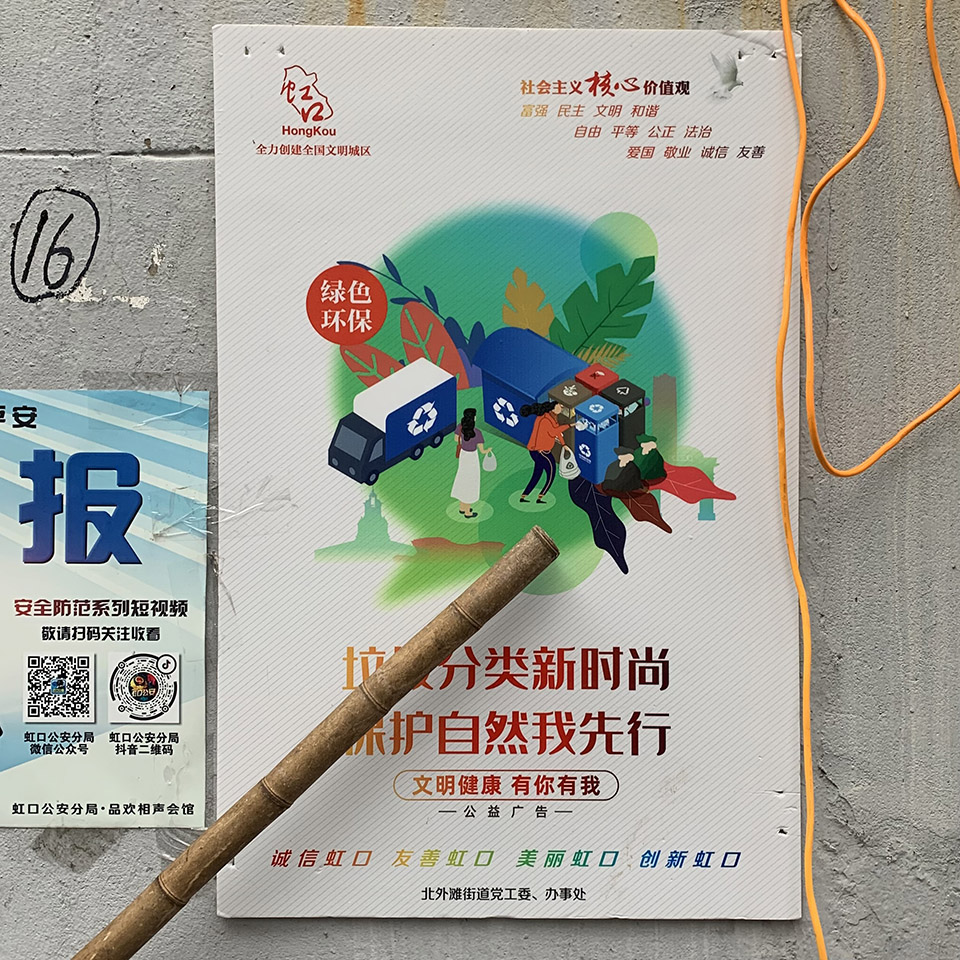 虹口
HongKou
全力创建全国文明城区
社会主义核心价值观
富强 民主 文明 和谐
自由 平等 公正 法治
爱国 敬业 诚信 友善
16
绿色
环保
平安
报
安全防范系列短视频
敬请扫码关注收看
虹口公安分局
微信公众号
虹口公安分局
抖音二维码
虹口公安分局·品欢相声会馆
垃圾分类新时尚
保护自然我先行
文明健康 有你有我
公益广告
诚信虹口 友善虹口 美丽虹口 创新虹口
北外滩街道党工委、办事处